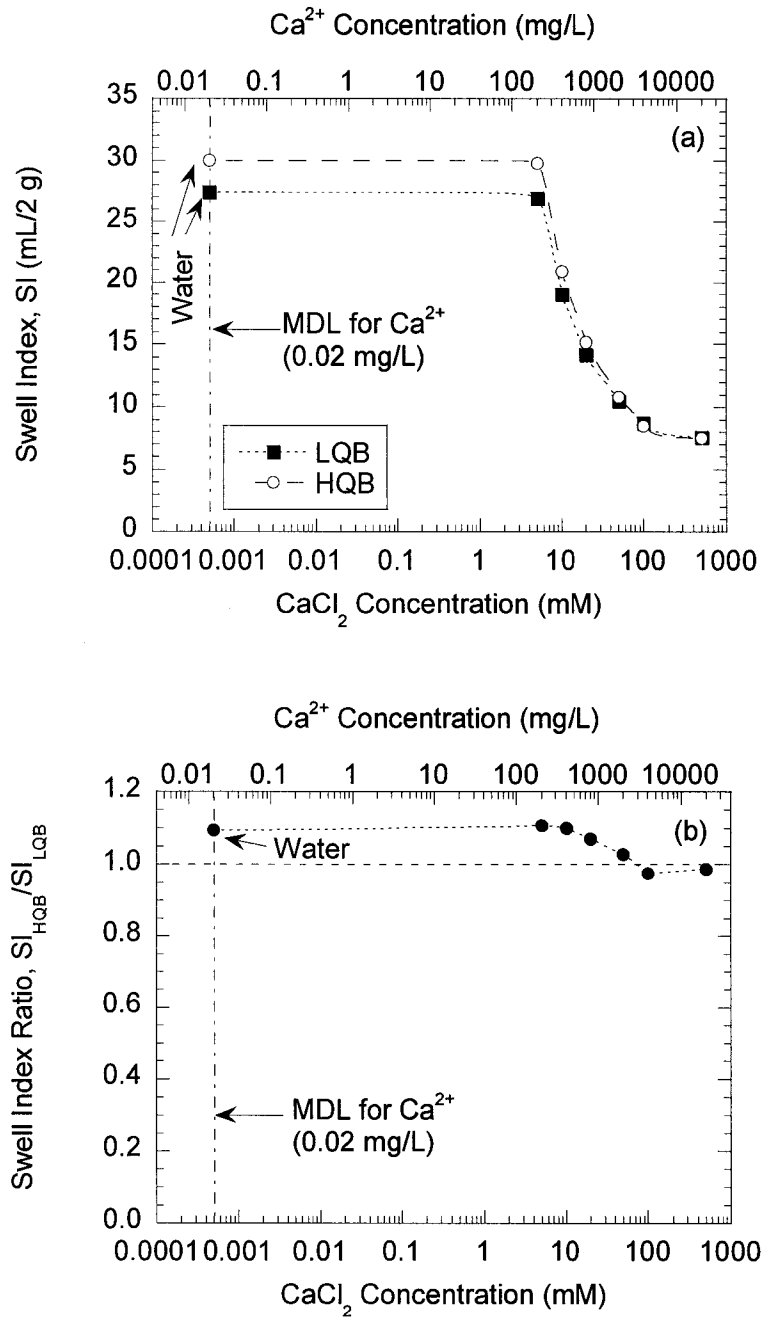 Ca²⁺ Concentration (mg/L)
0.01 0.1 1 10 100 1000 10000
35
30
25
20
15
10
5
0
Swell Index, SI (mL/2 g)
(a)
Water
MDL for Ca²⁺
(0.02 mg/L)
LQB
HQB
0.0001 0.001 0.01 0.1 1 10 100 1000
CaCl₂ Concentration (mM)
Ca²⁺ Concentration (mg/L)
0.01 0.1 1 10 100 1000 10000
1.2
1.0
0.8
0.6
0.4
0.2
0.0
Swell Index Ratio, SI_HQB/SI_LQB
(b)
Water
MDL for Ca²⁺
(0.02 mg/L)
0.0001 0.001 0.01 0.1 1 10 100 1000
CaCl₂ Concentration (mM)